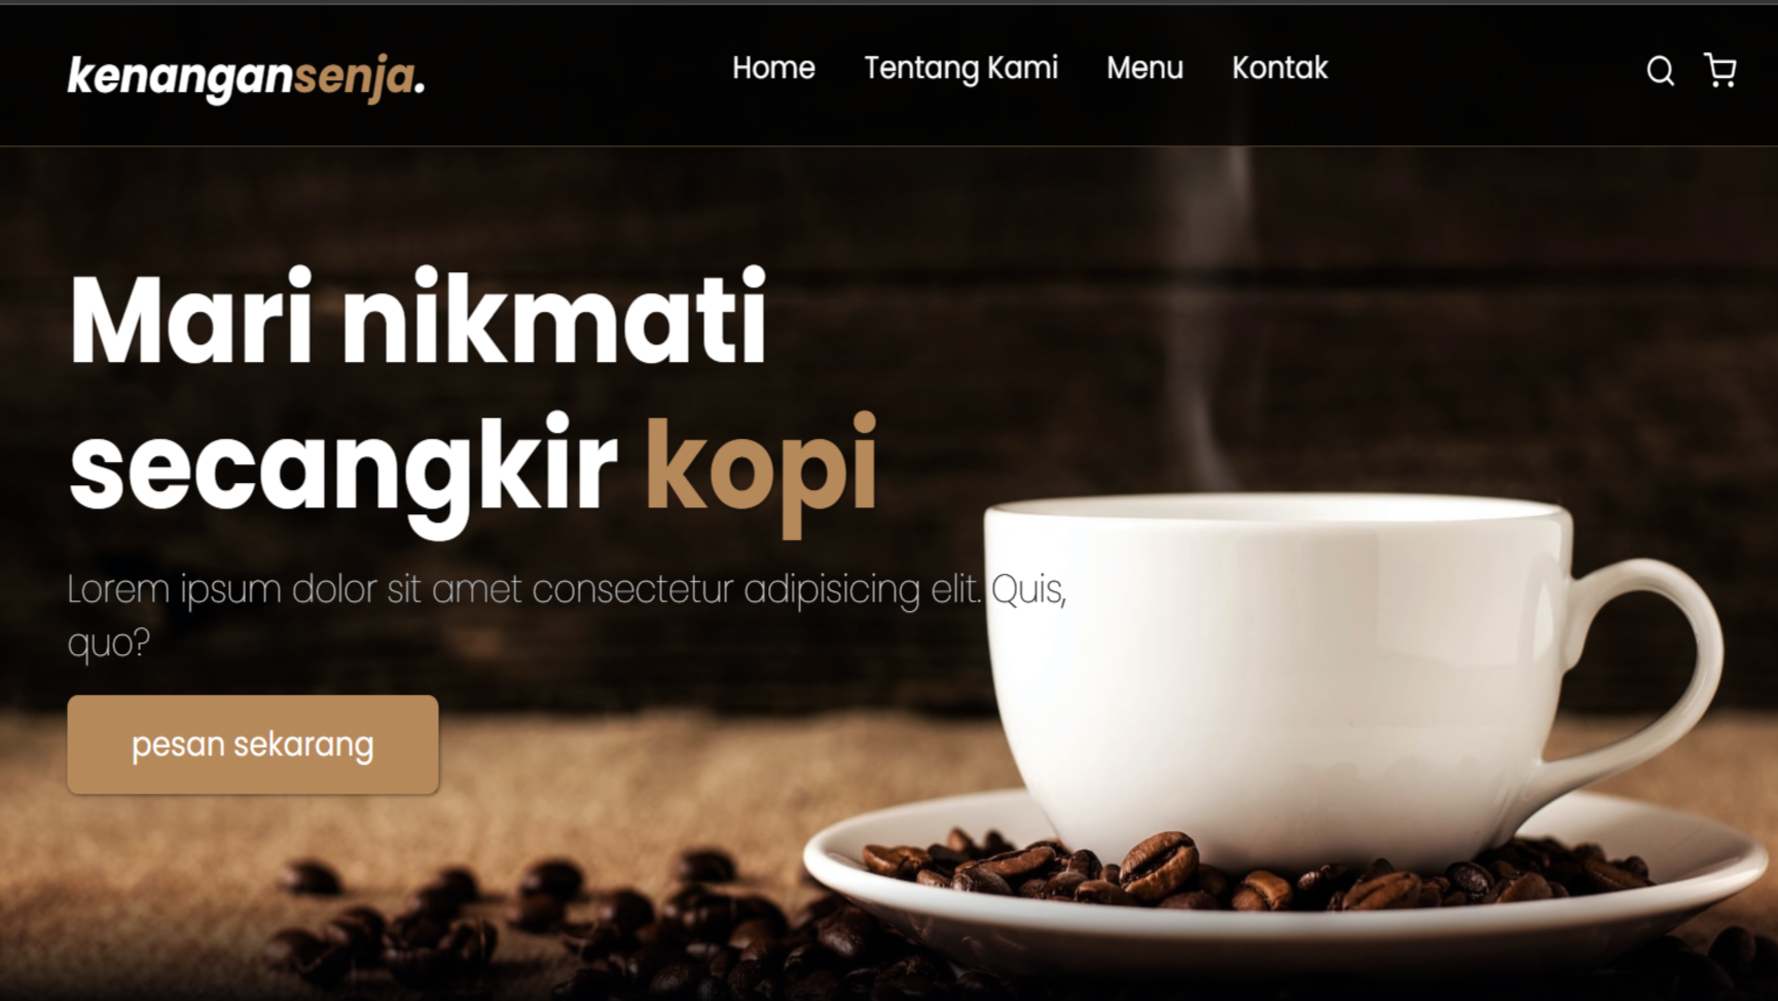 kenangansenja.
Home
Tentang Kami
Menu
Kontak
Mari nikmati
secangkir kopi
Lorem ipsum dolor sit amet consectetur adipisicing elit. Quis,
quo?
pesan sekarang